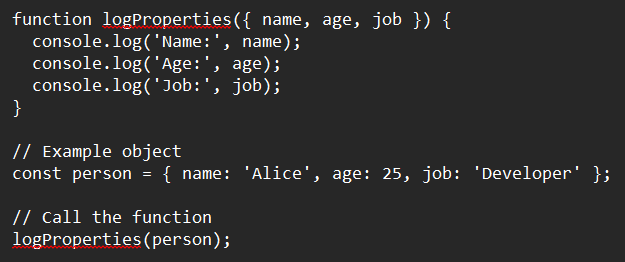 function logProperties({ name, age, job }) {
  console.log('Name:', name);
  console.log('Age:', age);
  console.log('Job:', job);
}

// Example object
const person = { name: 'Alice', age: 25, job: 'Developer' };

// Call the function
logProperties(person);